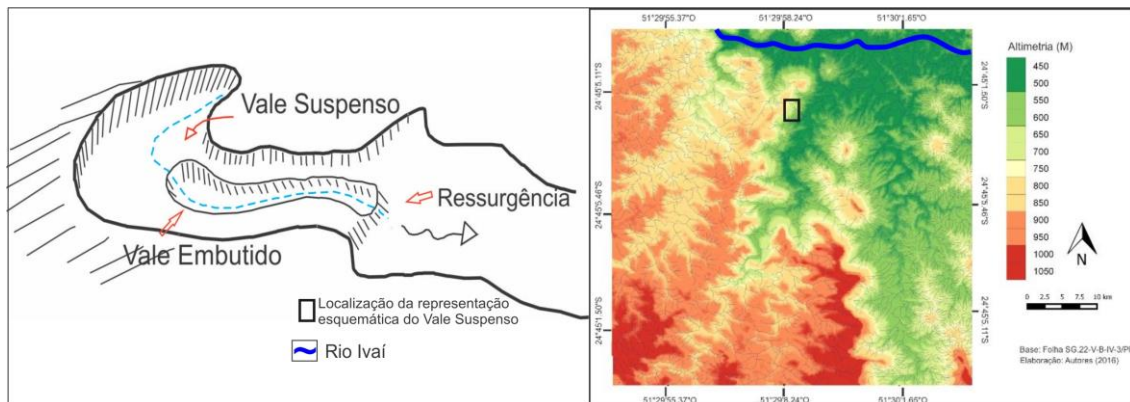 Vale Suspenso
Ressurgência
Vale Embutido
Localização da representação
esquemática do Vale Suspenso
Rio Ivaí
51°29'55.37"O
51°29'58.24"O
51°30'1.65"O
24°45'5.11"S
24°45'5.46"S
24°45'1.50"S
24°45'1.50"S
24°45'5.46"S
24°45'5.11"S
51°29'55.37"O
51°29'8.24"O
51°30'1.65"O
Altimetria (M)
450
500
550
600
650
700
750
800
850
900
950
1000
1050
N
0 2.5 5 7.5 10 km
Base: Folha SG.22-V-B-IV-3/PI
Elaboração: Autores (2016)